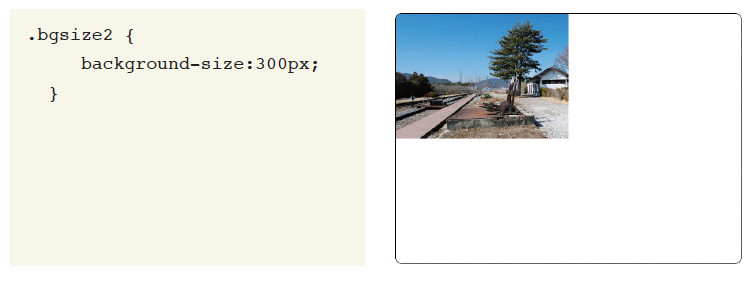 .bgsize2 {
background-size:300px;
}